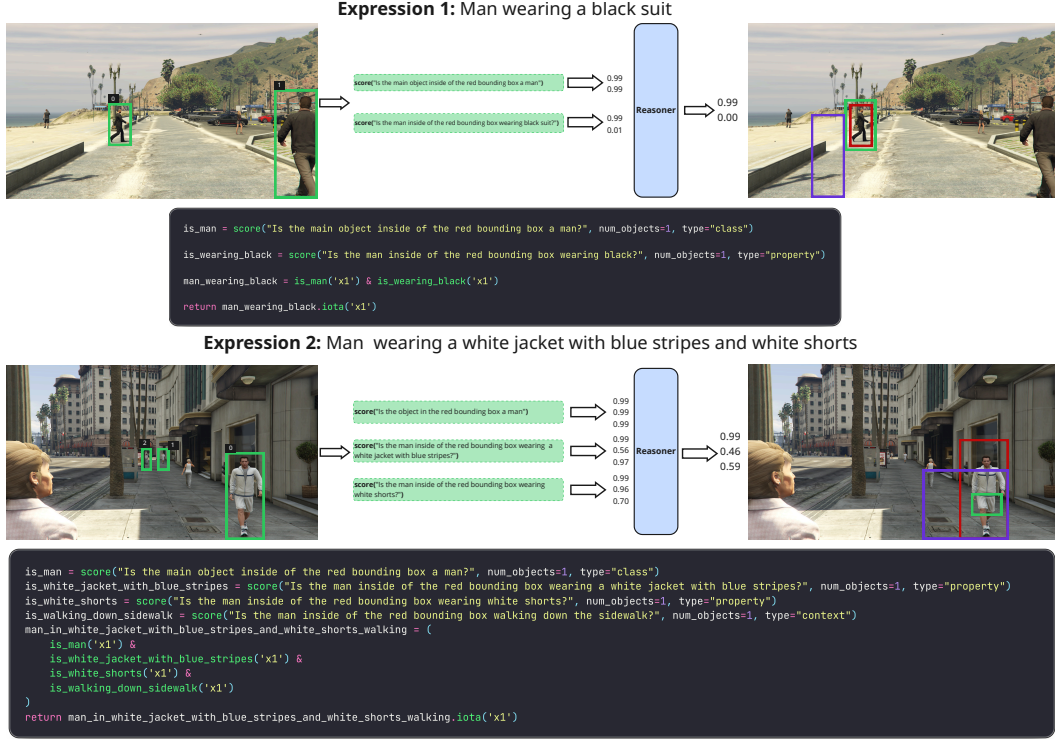 Expression 1: Man wearing a black suit
0
1
score("Is the main object inside of the red bounding box a man")
0.99
0.99
score("Is the man inside of the red bounding box wearing black suit?")
0.99
0.01
Reasoner
0.99
0.00
is_man = score("Is the main object inside of the red bounding box a man?", num_objects=1, type="class")
is_wearing_black = score("Is the man inside of the red bounding box wearing black?", num_objects=1, type="property")
man_wearing_black = is_man('x1') & is_wearing_black('x1')
return man_wearing_black.iota('x1')
Expression 2: Man wearing a white jacket with blue stripes and white shorts
2
1
0
score("Is the object in the red bounding box a man")
0.99
0.99
0.99
score("Is the man inside of the red bounding box wearing a
white jacket with blue stripes?")
0.99
0.56
0.97
score("Is the man inside of the red bounding box wearing
white shorts?")
0.99
0.96
0.70
Reasoner
0.99
0.46
0.59
is_man = score("Is the main object inside of the red bounding box a man?", num_objects=1, type="class")
is_white_jacket_with_blue_stripes = score("Is the man inside of the red bounding box wearing a white jacket with blue stripes?", num_objects=1, type="property")
is_white_shorts = score("Is the man inside of the red bounding box wearing white shorts?", num_objects=1, type="property")
is_walking_down_sidewalk = score("Is the man inside of the red bounding box walking down the sidewalk?", num_objects=1, type="context")
man_in_white_jacket_with_blue_stripes_and_white_shorts_walking = (
is_man('x1') &
is_white_jacket_with_blue_stripes('x1') &
is_white_shorts('x1') &
is_walking_down_sidewalk('x1')
)
return man_in_white_jacket_with_blue_stripes_and_white_shorts_walking.iota('x1')